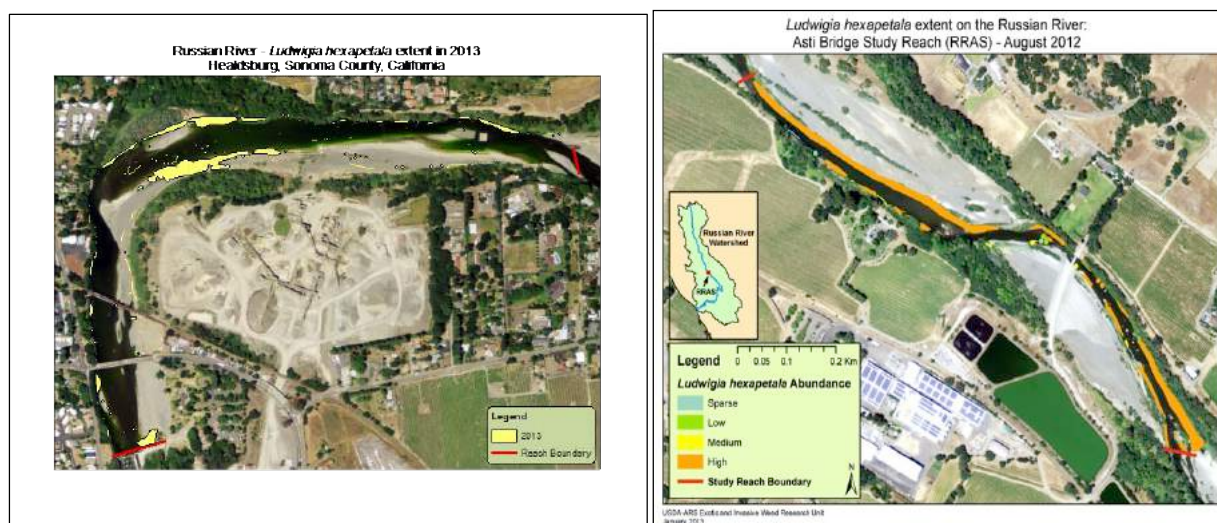 Russian River - Ludwigia hexapetala extent in 2013
Healdsburg, Sonoma County, California
Legend
2013
Reach Boundary
Ludwigia hexapetala extent on the Russian River:
Asti Bridge Study Reach (RRAS) - August 2012
Russian River
Watershed
RRAS
Legend
0 0.05 0.1 0.2 Km
Ludwigia hexapetala Abundance
Sparse
Low
Medium
High
Study Reach Boundary
N
USDA-ARS Exotic and Invasive Weed Research Unit
January 2013